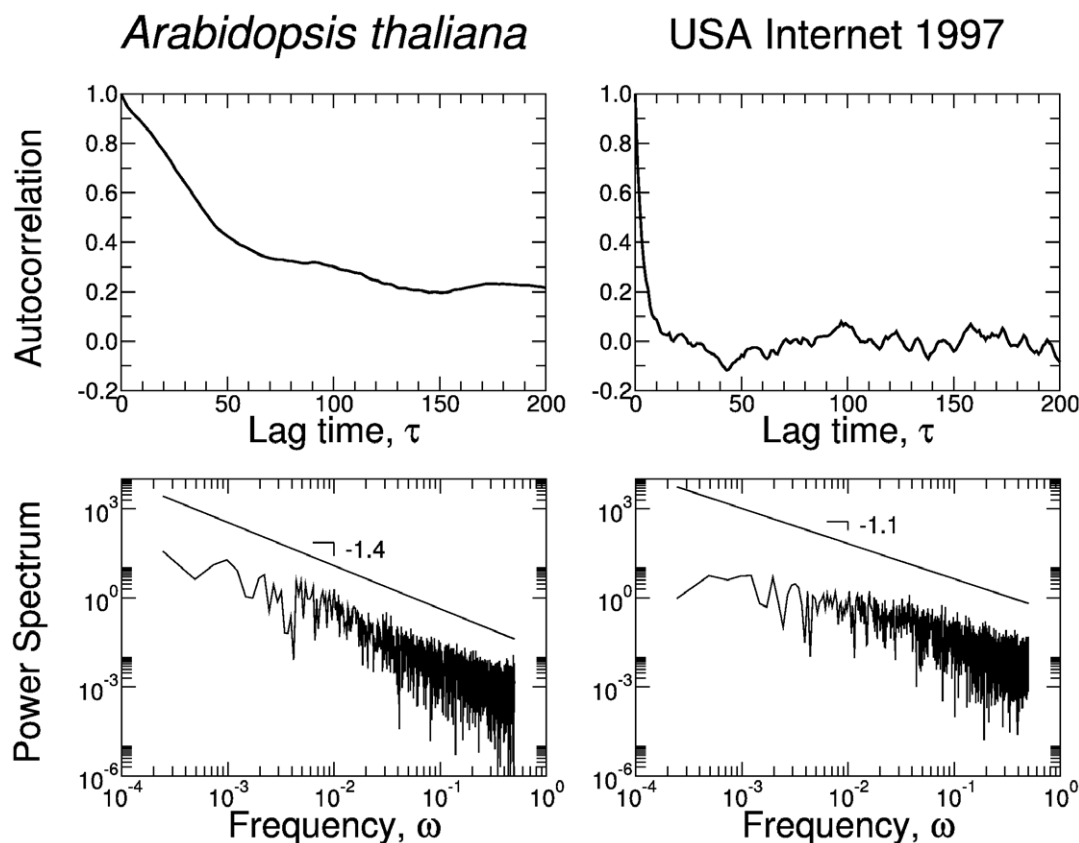 Arabidopsis thaliana
USA Internet 1997
Autocorrelation
1.0
0.8
0.6
0.4
0.2
0.0
-0.2
0 50 100 150 200
Lag time, τ
1.0
0.8
0.6
0.4
0.2
0.0
-0.2
0 50 100 150 200
Lag time, τ
Power Spectrum
10^3
10^0
10^-3
10^-6
-1.4
10^-4 10^-3 10^-2 10^-1 10^0
Frequency, ω
10^3
10^0
10^-3
10^-6
-1.1
10^-4 10^-3 10^-2 10^-1 10^0
Frequency, ω